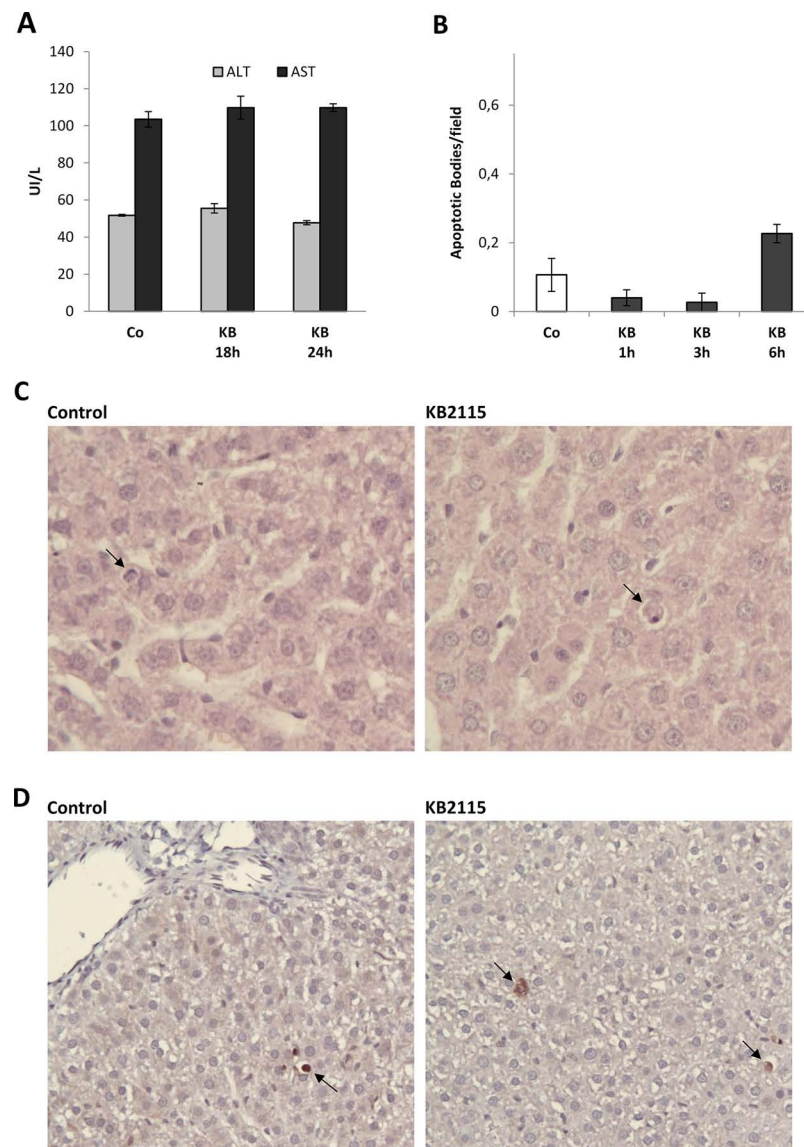 A
140
120
100
80
60
40
20
0
UI/L
ALT AST
Co
KB
18h
KB
24h
B
0,6
0,4
0,2
0
Apoptotic Bodies/field
Co
KB
1h
KB
3h
KB
6h
C
Control
KB2115
D
Control
KB2115